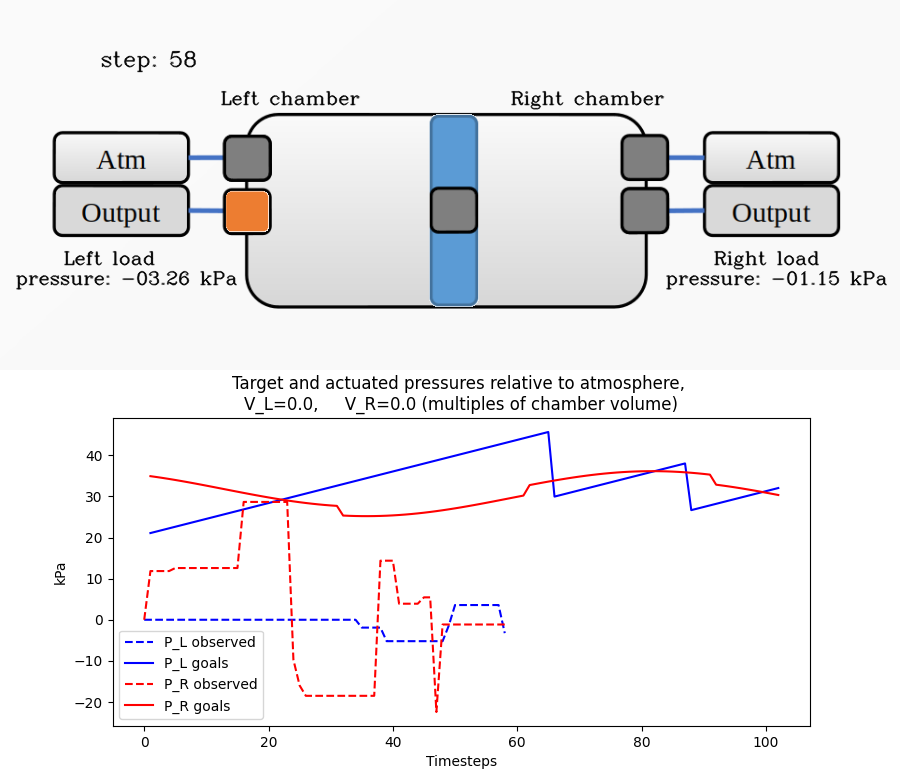 step: 58
Left chamber
Right chamber
Atm
Atm
Output
Output
Left load
pressure: -03.26 kPa
Right load
pressure: -01.15 kPa
Target and actuated pressures relative to atmosphere,
V_L=0.0, V_R=0.0 (multiples of chamber volume)
kPa
40
30
20
10
0
−10
−20
P_L observed
P_L goals
P_R observed
P_R goals
0 20 40 60 80 100
Timesteps